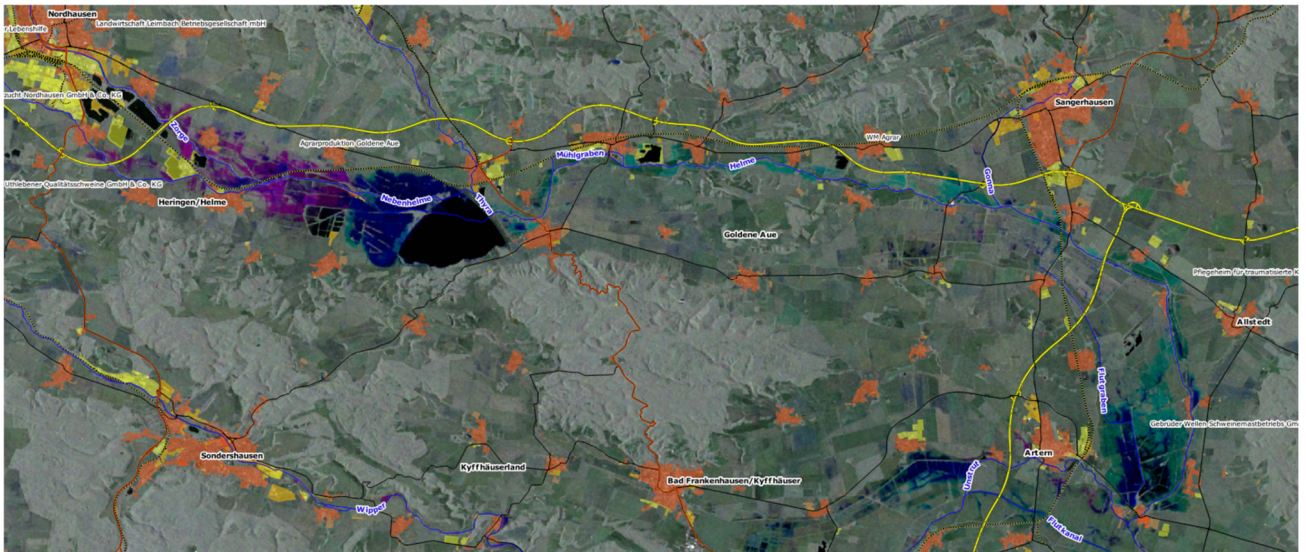 Nordhausen
Landwirtschaft Leimbach Betriebsgesellschaft mbH
r Lebenshilfe
zucht Nordhausen GmbH & Co. KG
Zorge
Agrarproduktion Goldene Aue
WM Agrar
Sangerhausen
Mühlgraben
Helme
Gonna
Uthlebener Qualitätsschweine GmbH & Co. KG
Heringen/Helme
Nebenhelme
Thyra
Goldene Aue
Pflegeheim für traumatisierte K
Allstedt
Flutgraben
Gebrüder Wellen Schweinemastbetriebs Gm
Sondershausen
Kyffhäuserland
Artern
Bad Frankenhausen/Kyffhäuser
Unstrut
Wipper
Flutkanal